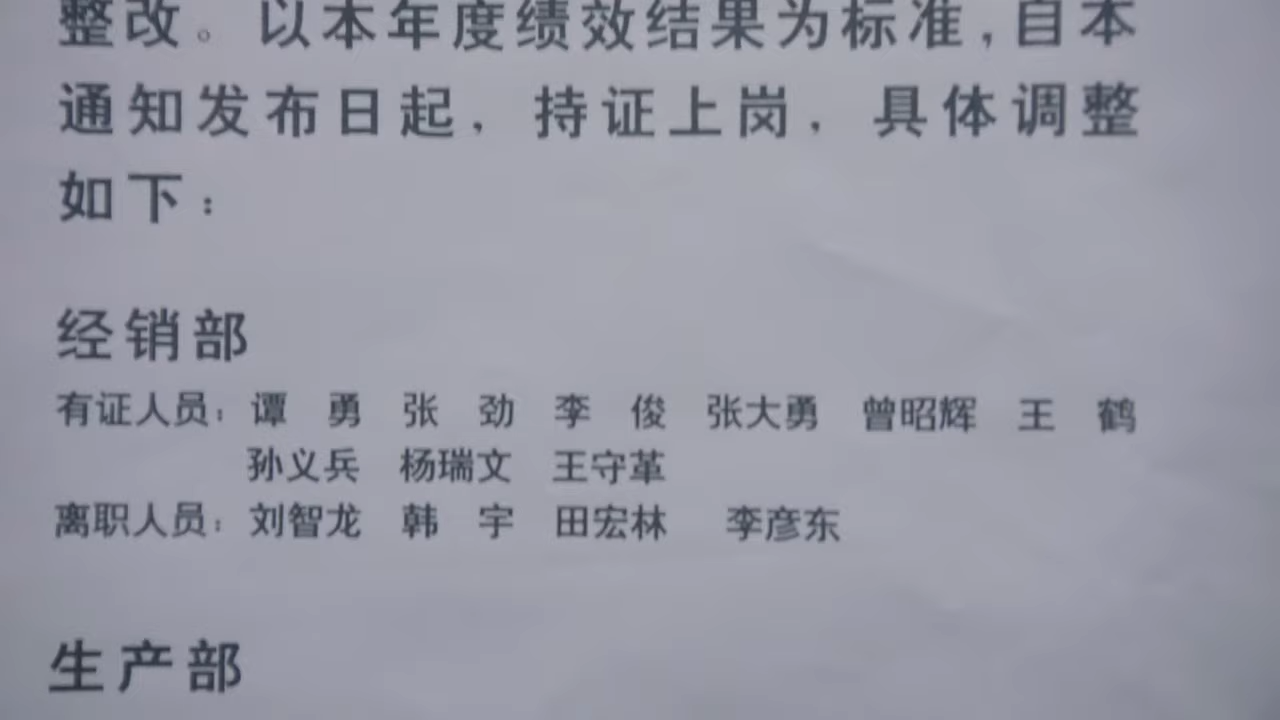 整改。以本年度绩效结果为标准,自本
通知发布日起,持证上岗,具体调整
如下:
经销部
有证人员:谭 勇 张 劲 李 俊 张大勇 曾昭辉 王 鹤
孙义兵 杨瑞文 王守革
离职人员:刘智龙 韩 宇 田宏林 李彦东
生产部